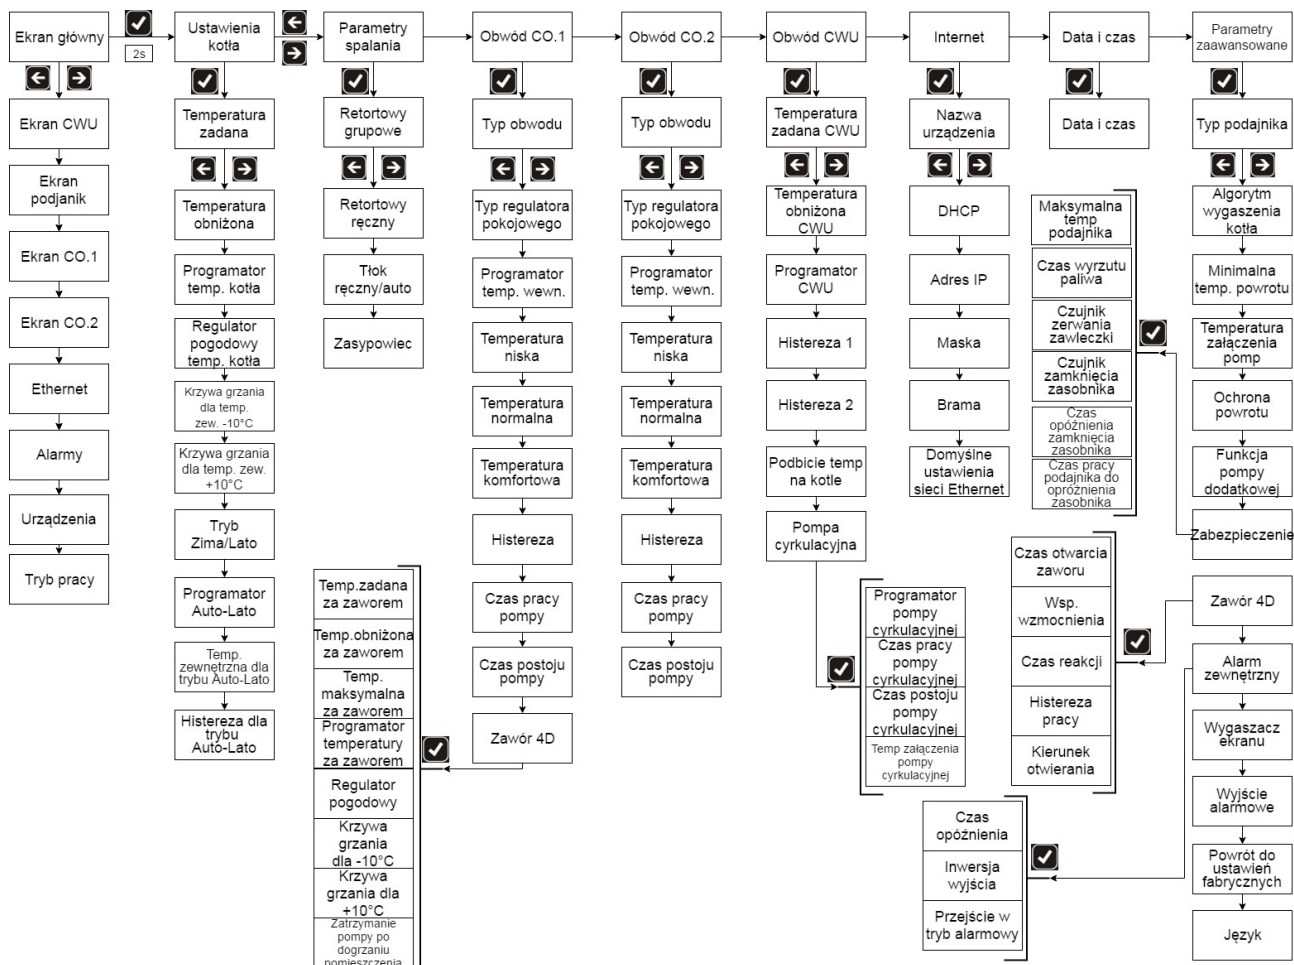 Ekran główny
2s
Ekran CWU
Ekran
podjanik
Ekran CO.1
Ekran CO.2
Ethernet
Alarmy
Urządzenia
Tryb pracy
Ustawienia
kotła
Temperatura
zadana
Temperatura
obniżona
Programator
temp. kotła
Regulator
pogodowy
temp. kotła
Krzywa grzania
dla temp.
zew. -10°C
Krzywa grzania
dla temp. zew.
+10°C
Tryb
Zima/Lato
Programator
Auto-Lato
Temp.
zewnętrzna dla
trybu Auto-Lato
Histereza dla
trybu
Auto-Lato
Parametry
spalania
Retortowy
grupowe
Retortowy
ręczny
Tłok
ręczny/auto
Zasypowiec
Obwód CO.1
Typ obwodu
Typ regulatora
pokojowego
Programator
temp. wewn.
Temperatura
niska
Temperatura
normalna
Temperatura
komfortowa
Histereza
Czas pracy
pompy
Czas postoju
pompy
Zawór 4D
Temp.zadana
za zaworem
Temp.obniżona
za zaworem
Temp.
maksymalna
za zaworem
Programator
temperatury
za zaworem
Regulator
pogodowy
Krzywa
grzania
dla -10°C
Krzywa
grzania dla
+10°C
Zatrzymanie
pompy po
dogrzaniu
pomieszczenia
Obwód CO.2
Typ obwodu
Typ regulatora
pokojowego
Programator
temp. wewn.
Temperatura
niska
Temperatura
normalna
Temperatura
komfortowa
Histereza
Czas pracy
pompy
Czas postoju
pompy
Obwód CWU
Temperatura
zadana CWU
Temperatura
obniżona
CWU
Programator
CWU
Histereza 1
Histereza 2
Podbicie temp
na kotle
Pompa
cyrkulacyjna
Programator
pompy
cyrkulacyjnej
Czas pracy
pompy
cyrkulacyjnej
Czas postoju
pompy
cyrkulacyjnej
Temp załączenia
pompy
cyrkulacyjnej
Internet
Nazwa
urządzenia
DHCP
Adres IP
Maska
Brama
Domyślne
ustawienia
sieci Ethernet
Data i czas
Data i czas
Parametry
zaawansowane
Typ podajnika
Algorytm
wygaszenia
kotła
Minimalna
temp. powrotu
Temperatura
załączenia
pomp
Ochrona
powrotu
Funkcja
pompy
dodatkowej
Zabezpieczenie
Maksymalna
temp
podajnika
Czas wyrzutu
paliwa
Czujnik
zerwania
zawleczki
Czujnik
zamknięcia
zasobnika
Czas
opóźnienia
zamknięcia
zasobnika
Czas pracy
podajnika do
opróżnienia
zasobnika
Zawór 4D
Czas otwarcia
zaworu
Wsp.
wzmocnienia
Czas reakcji
Histereza
pracy
Kierunek
otwierania
Alarm
zewnętrzny
Czas
opóźnienia
Inwersja
wyjścia
Przejście w
tryb alarmowy
Wygaszacz
ekranu
Wyjście
alarmowe
Powrót do
ustawień
fabrycznych
Język